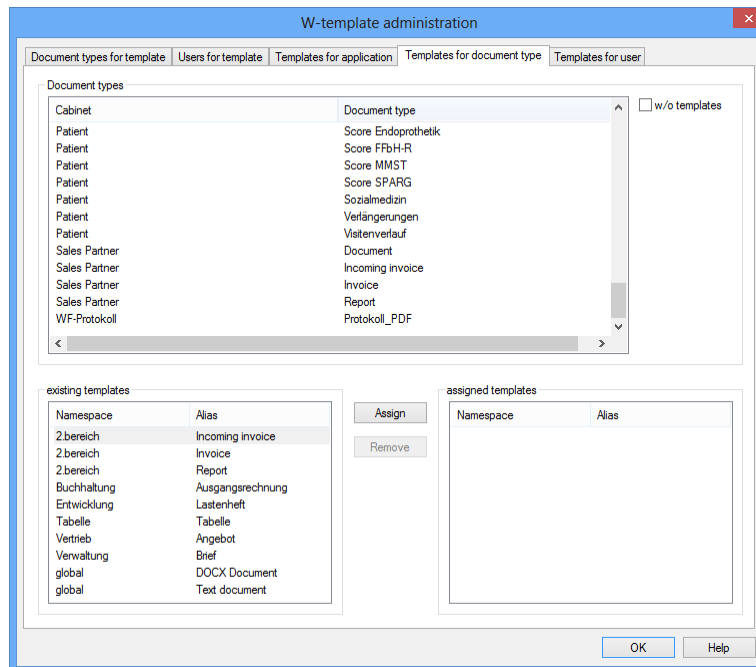 W-template administration
Document types for template Users for template Templates for application Templates for document type Templates for user
Document types
Cabinet Document type
w/o templates
Patient Score Endoprothetik
Patient Score FFbH-R
Patient Score MMST
Patient Score SPARG
Patient Sozialmedizin
Patient Verlängerungen
Patient Visitenverlauf
Sales Partner Document
Sales Partner Incoming invoice
Sales Partner Invoice
Sales Partner Report
WF-Protokoll Protokoll_PDF
existing templates
Namespace Alias
2.bereich Incoming invoice
2.bereich Invoice
2.bereich Report
Buchhaltung Ausgangsrechnung
Entwicklung Lastenheft
Tabelle Tabelle
Vertrieb Angebot
Verwaltung Brief
global DOCX Document
global Text document
Assign
Remove
assigned templates
Namespace Alias
OK Help